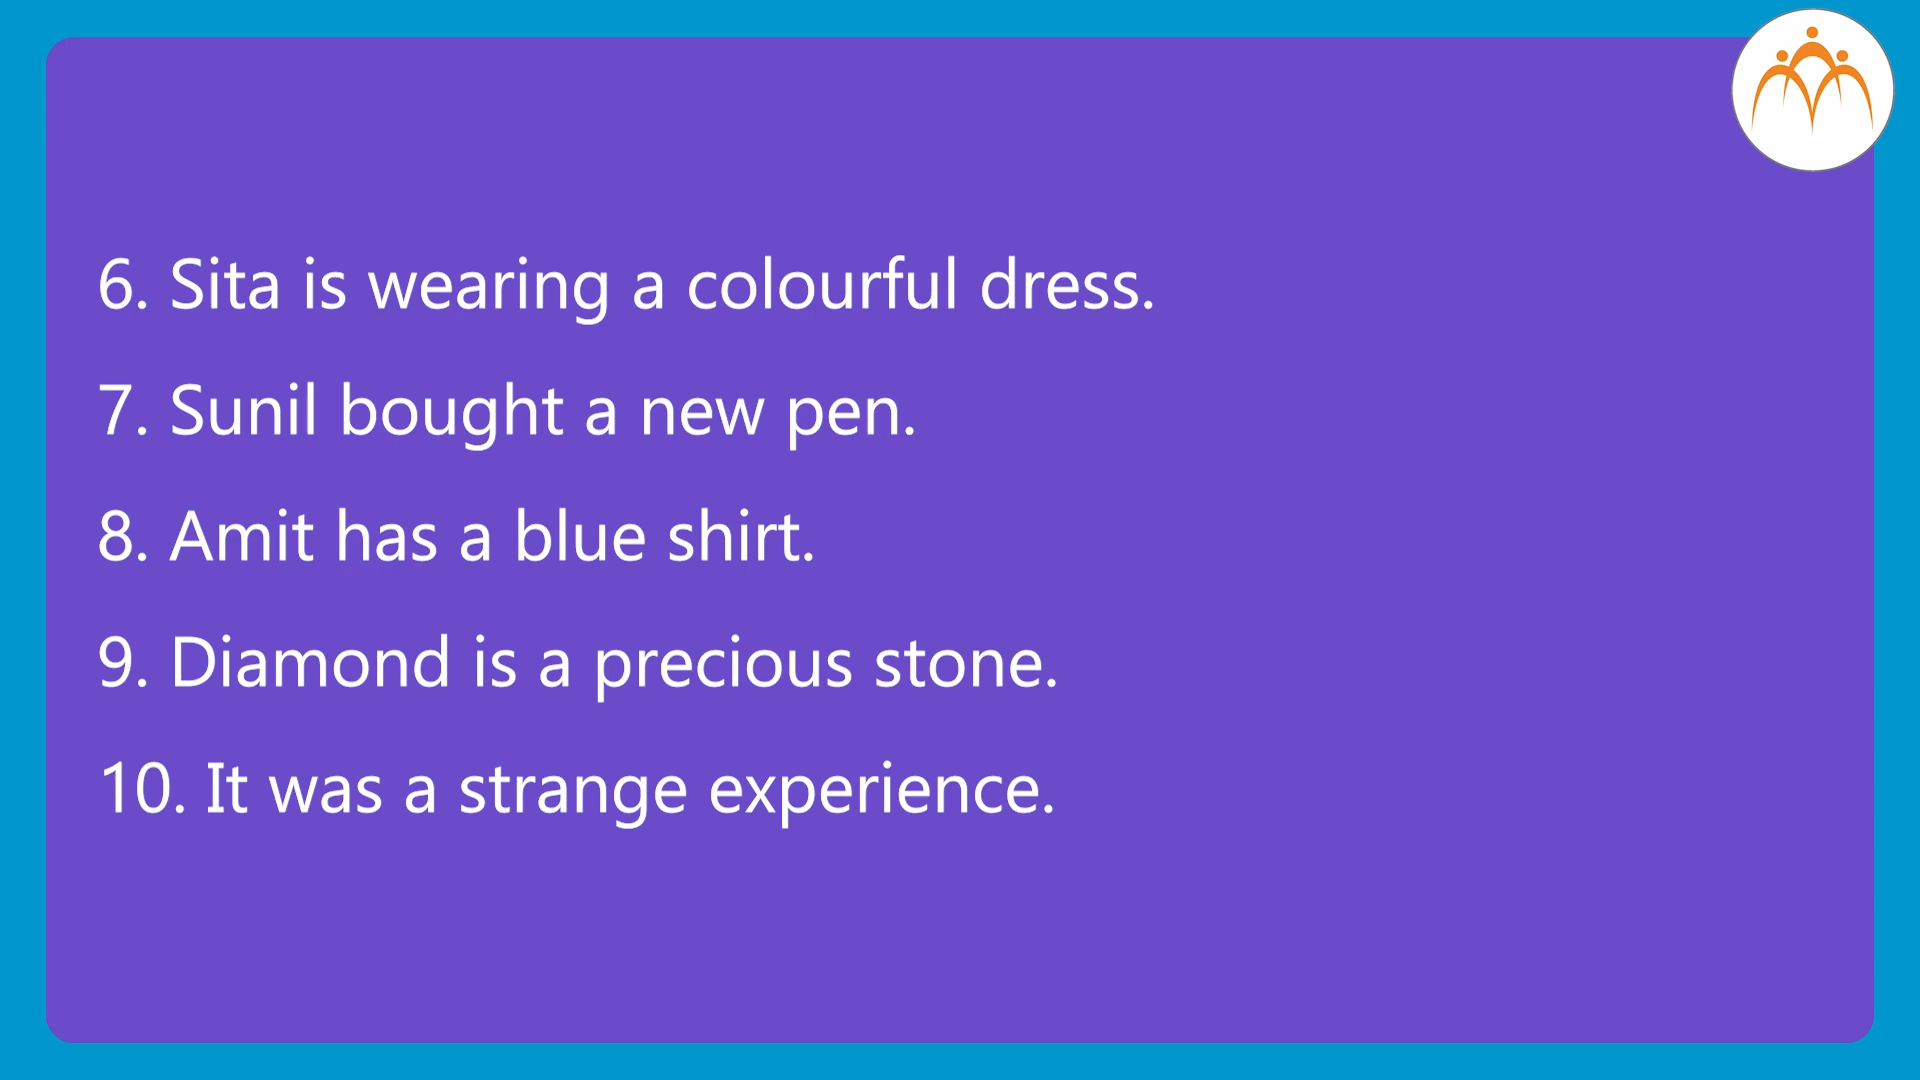 6. Sita is wearing a colourful dress.
7. Sunil bought a new pen.
8. Amit has a blue shirt.
9. Diamond is a precious stone.
10. It was a strange experience.